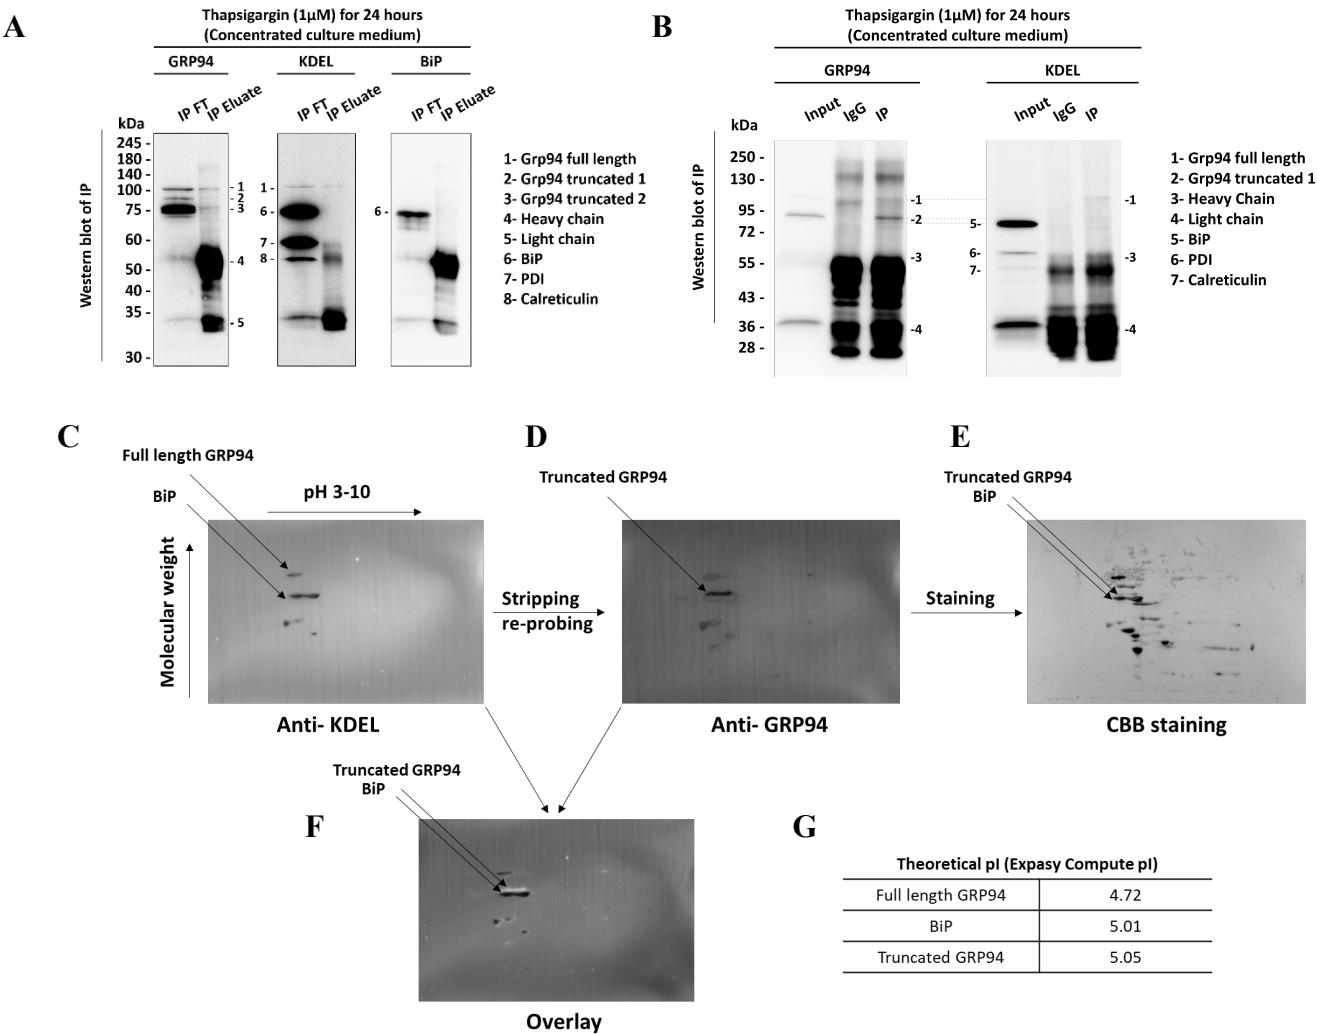 A
Thapsigargin (1µM) for 24 hours
(Concentrated culture medium)
GRP94
KDEL
BiP
IP FT
IP Eluate
IP FT
IP Eluate
IP FT
IP Eluate
kDa
245 -
180 -
140 -
100 -
75 -
60 -
50 -
40 -
35 -
30 -
Western blot of IP
- 1
- 2
- 3
- 4
- 5
1-
6-
7-
8-
6-
1- Grp94 full length
2- Grp94 truncated 1
3- Grp94 truncated 2
4- Heavy chain
5- Light chain
6- BiP
7- PDI
8- Calreticulin
B
Thapsigargin (1µM) for 24 hours
(Concentrated culture medium)
GRP94
KDEL
Input
IgG
IP
Input
IgG
IP
kDa
250 -
130 -
95 -
72 -
55 -
43 -
36 -
28 -
Western blot of IP
-1
-2
-3
-4
5-
6-
7-
-1
-3
-4
1- Grp94 full length
2- Grp94 truncated 1
3- Heavy Chain
4- Light chain
5- BiP
6- PDI
7- Calreticulin
C
Full length GRP94
BiP
pH 3-10
Molecular weight
Anti- KDEL
Stripping
re-probing
D
Truncated GRP94
Anti- GRP94
Staining
E
Truncated GRP94
BiP
CBB staining
F
Truncated GRP94
BiP
Overlay
G
Theoretical pI (Expasy Compute pI)
Full length GRP94 4.72
BiP 5.01
Truncated GRP94 5.05